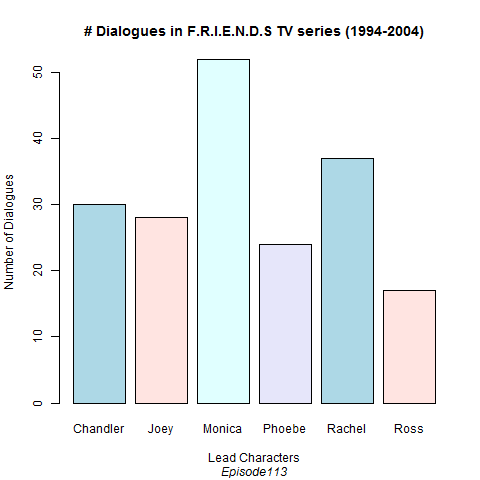 # Dialogues in F.R.I.E.N.D.S TV series (1994-2004)
Number of Dialogues
50
40
30
20
10
0
Chandler Joey Monica Phoebe Rachel Ross
Lead Characters
Episode113